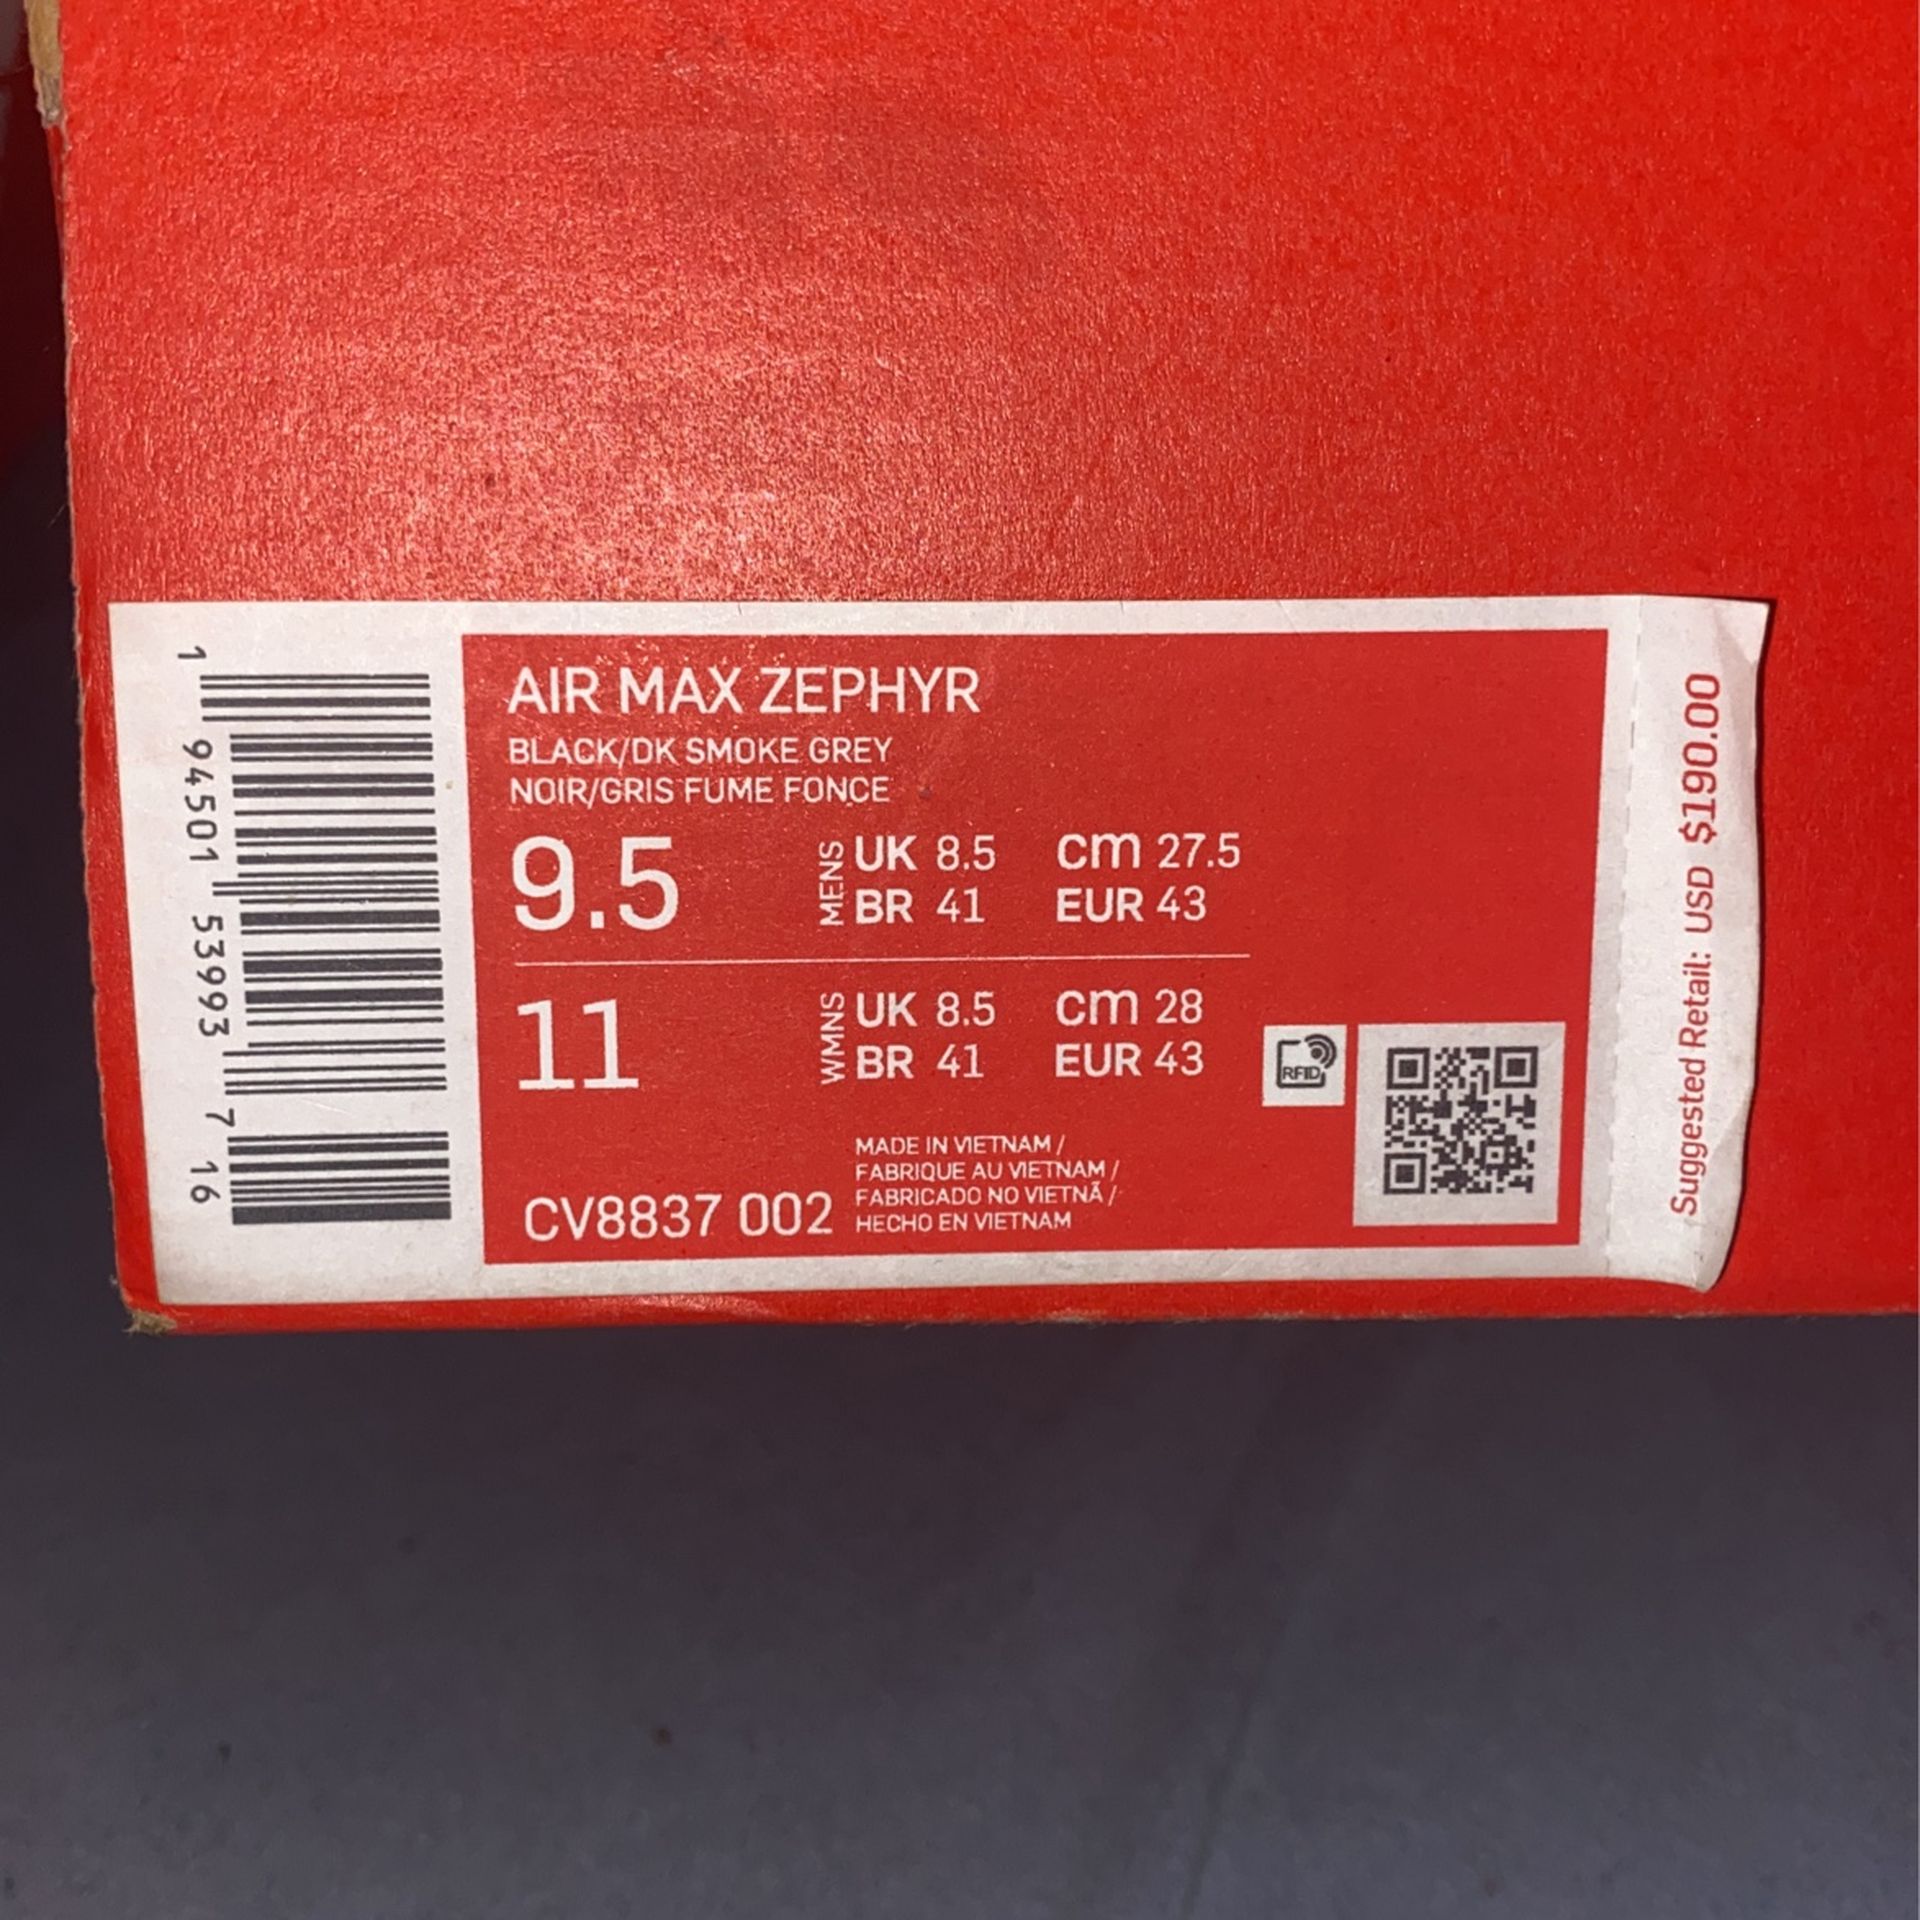 AIR MAX ZEPHYR
BLACK/DK SMOKE GREY
NOIR/GRIS FUME FONCE
9.5
MENS
UK 8.5 cm 27.5
BR 41 EUR 43
11
WMNS
UK 8.5 cm 28
BR 41 EUR 43
RFID
CV8837 002
MADE IN VIETNAM /
FABRIQUE AU VIETNAM /
FABRICADO NO VIETNÃ /
HECHO EN VIETNAM
1 94501 53993 7 16
Suggested Retail: USD $190.00